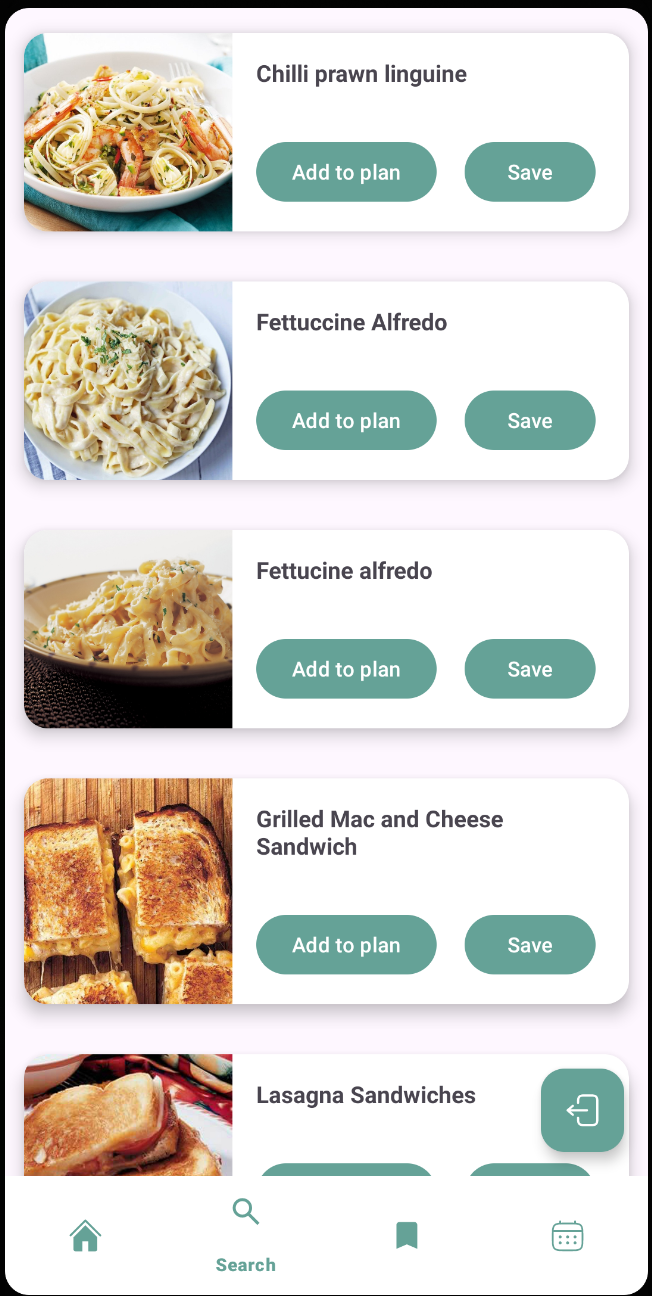 Chilli prawn linguine
Add to plan
Save
Fettuccine Alfredo
Add to plan
Save
Fettucine alfredo
Add to plan
Save
Grilled Mac and Cheese
Sandwich
Add to plan
Save
Lasagna Sandwiches
Search